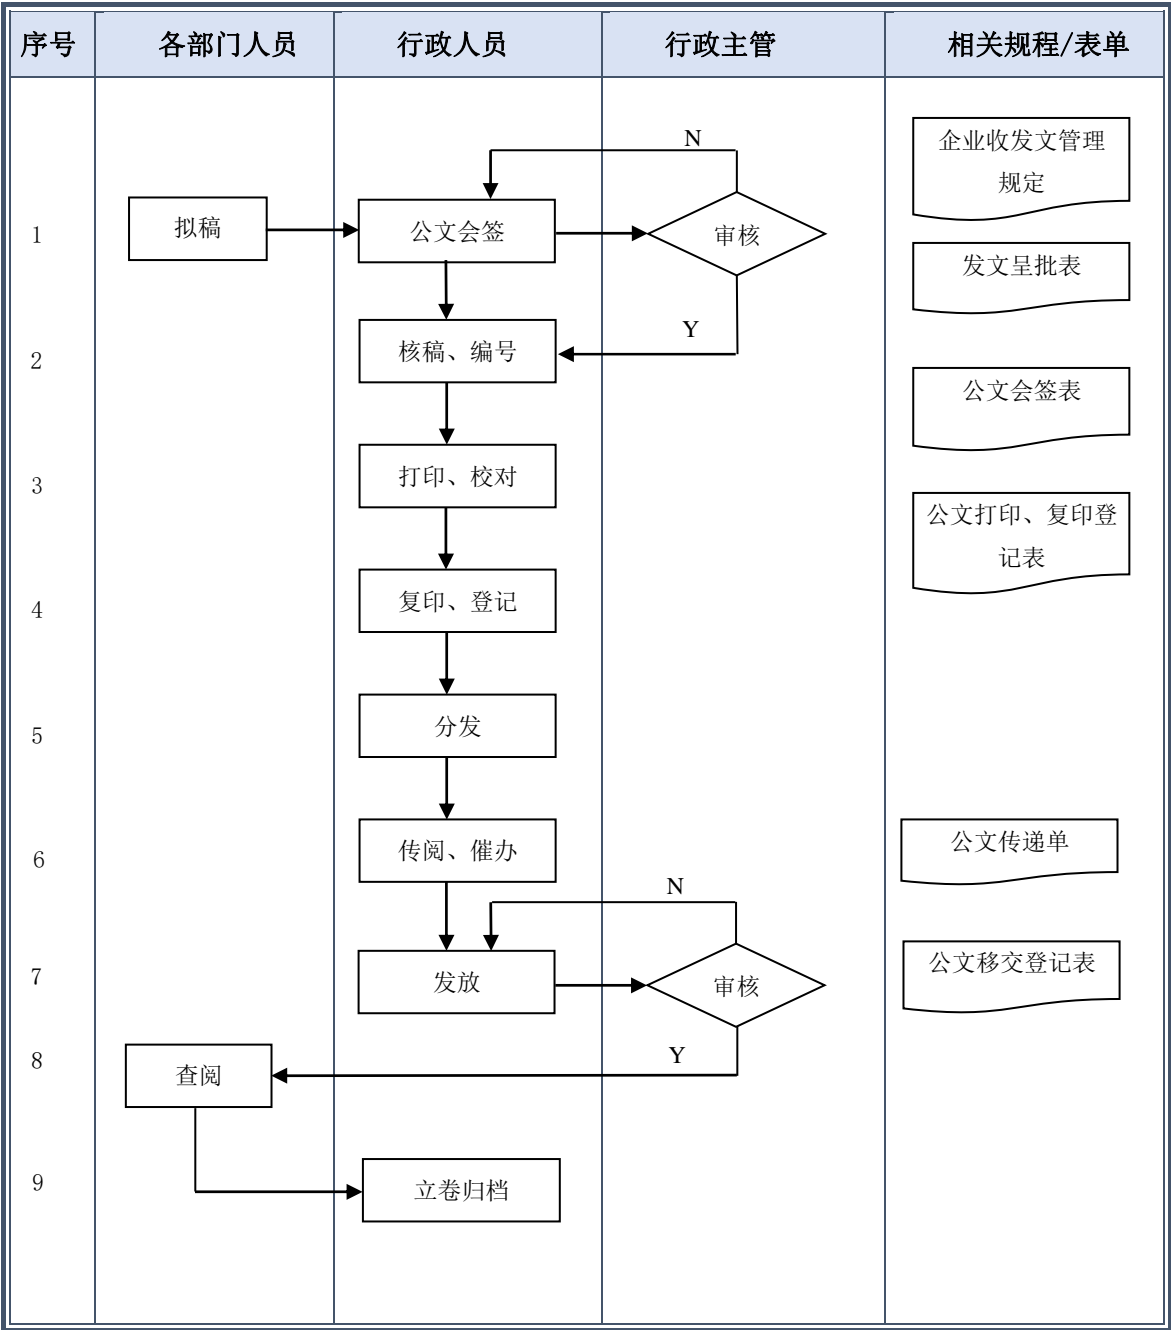 序号 各部门人员 行政人员 行政主管 相关规程/表单
N
企业收发文管理
规定
1 拟稿 公文会签 审核
发文呈批表
Y
2 核稿、编号
公文会签表
3 打印、校对
公文打印、复印登
记表
4 复印、登记
5 分发
6 传阅、催办 公文传递单
N
7 发放 审核 公文移交登记表
Y
8 查阅
9 立卷归档